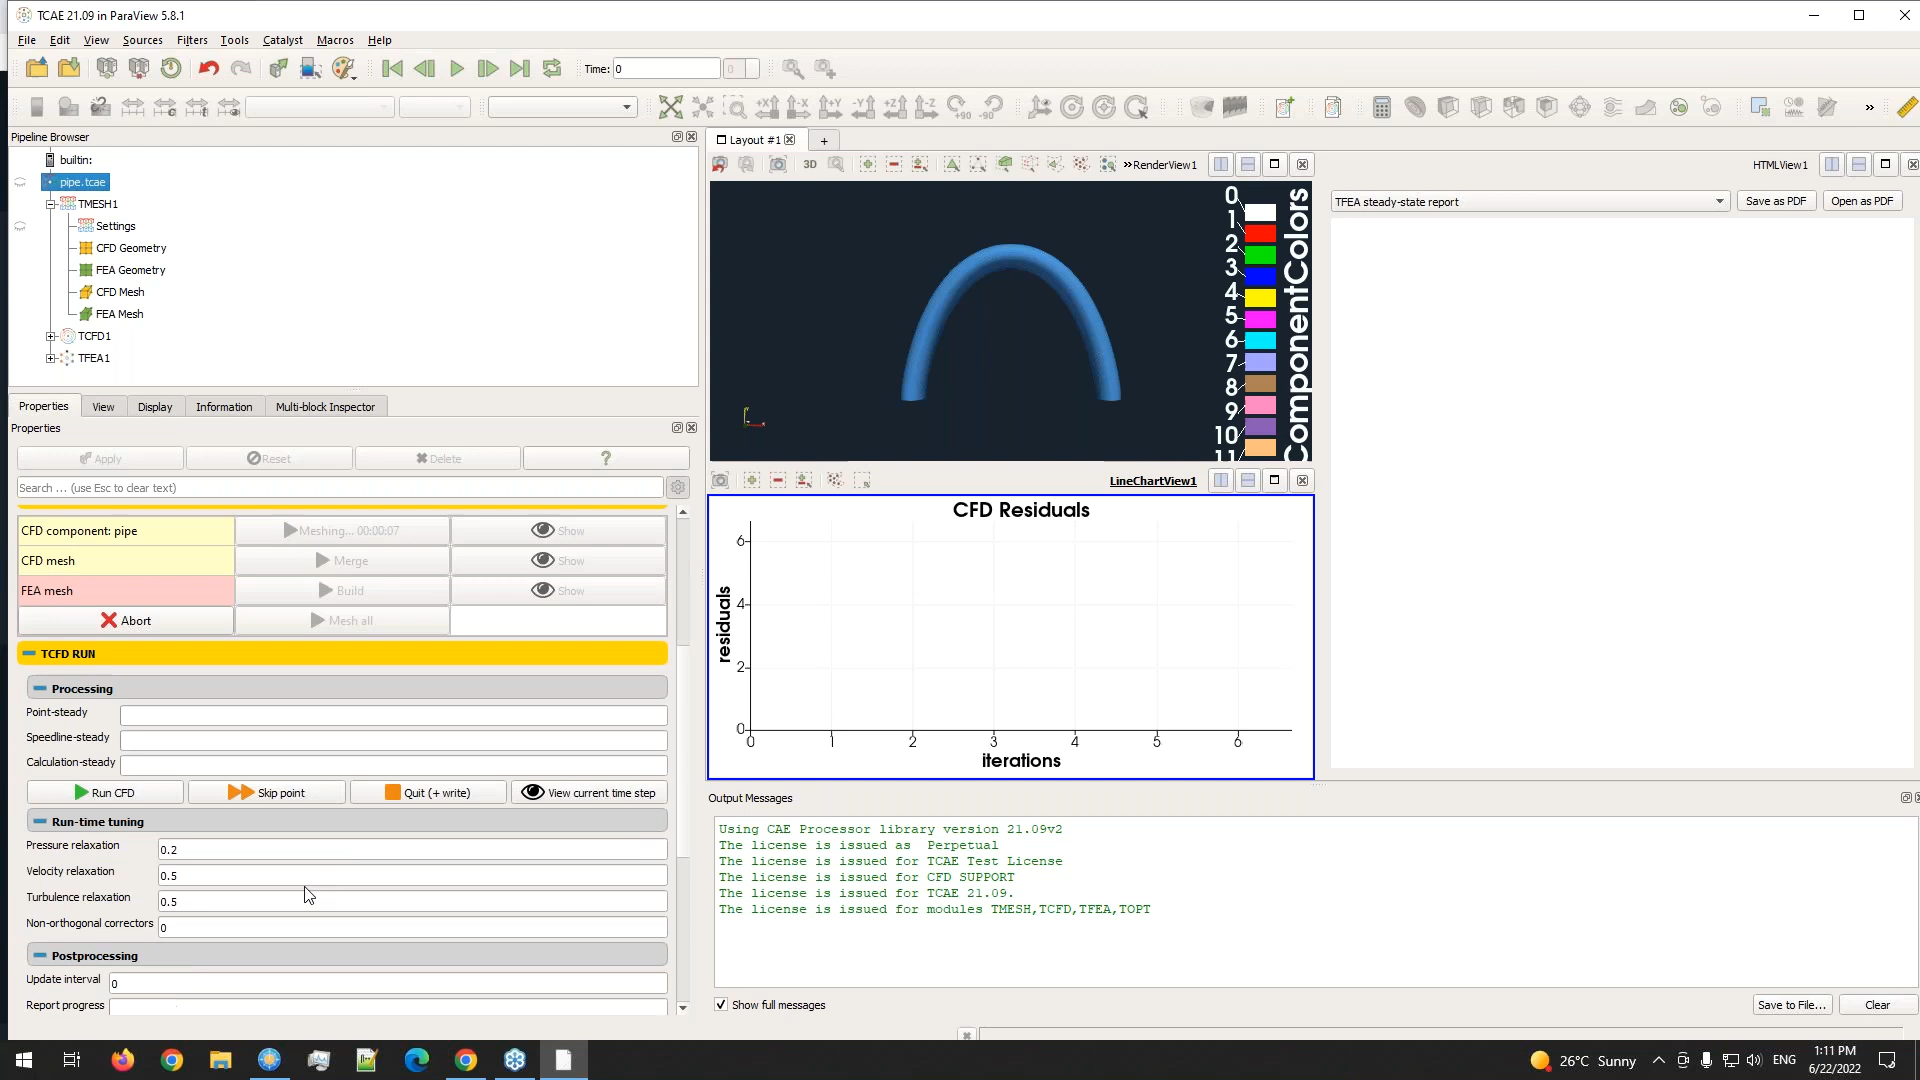 TCAE 21.09 in ParaView 5.8.1
File Edit View Sources Filters Tools Catalyst Macros Help
Time: 0 0
+X -X +Y -Y +Z -Z +90 -90 »
Pipeline Browser
builtin:
pipe.tcae
TMESH1
Settings
CFD Geometry
FEA Geometry
CFD Mesh
FEA Mesh
TCFD1
TFEA1
Properties View Display Information Multi-block Inspector
Properties
Apply Reset Delete ?
Search ... (use Esc to clear text)
CFD component: pipe Meshing... 00:00:07 Show
CFD mesh Merge Show
FEA mesh Build Show
Abort Mesh all
TCFD RUN
Processing
Point-steady
Speedline-steady
Calculation-steady
Run CFD Skip point Quit (+ write) View current time step
Run-time tuning
Pressure relaxation 0.2
Velocity relaxation 0.5
Turbulence relaxation 0.5
Non-orthogonal correctors 0
Postprocessing
Update interval 0
Report progress
Layout #1 +
3D » RenderView1
0
1
2
3
4
5
6
7
8
9
10
11
ComponentColors
LineChartView1
CFD Residuals
residuals
6
4
2
0
0 1 2 3 4 5 6
iterations
HTMLView1
TFEA steady-state report Save as PDF Open as PDF
Output Messages
Using CAE Processor library version 21.09v2
The license is issued as Perpetual
The license is issued for TCAE Test License
The license is issued for CFD SUPPORT
The license is issued for TCAE 21.09.
The license is issued for modules TMESH,TCFD,TFEA,TOPT
Show full messages Save to File... Clear
26°C Sunny ENG
1:11 PM
6/22/2022